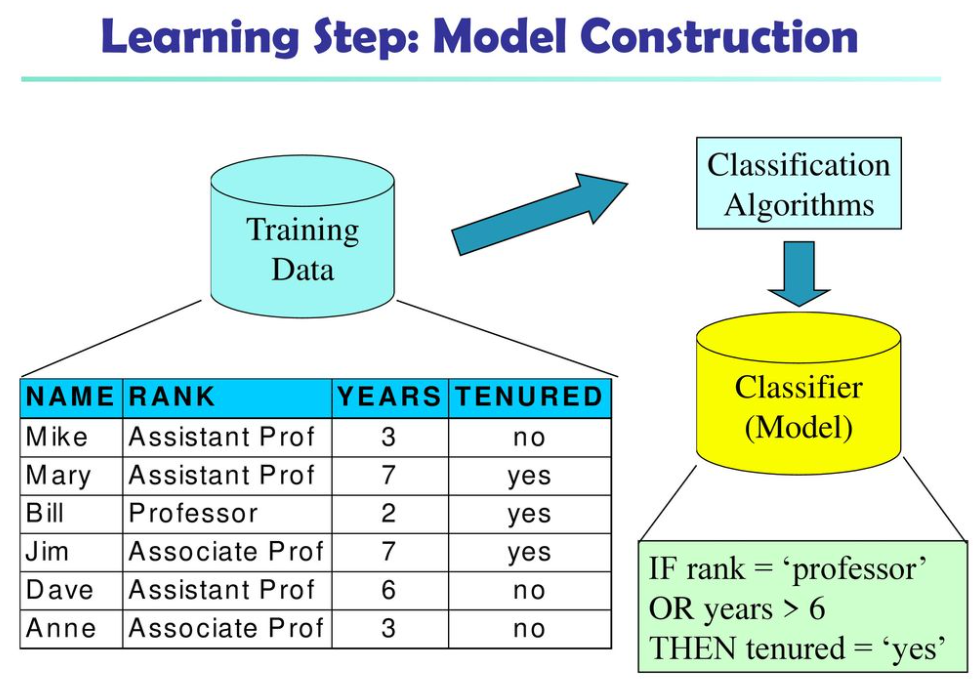 Learning Step: Model Construction
Training
Data
Classification
Algorithms
Classifier
(Model)
NAME RANK YEARS TENURED
Mike Assistant Prof 3 no
Mary Assistant Prof 7 yes
Bill Professor 2 yes
Jim Associate Prof 7 yes
Dave Assistant Prof 6 no
Anne Associate Prof 3 no
IF rank = ‘professor’
OR years > 6
THEN tenured = ‘yes’